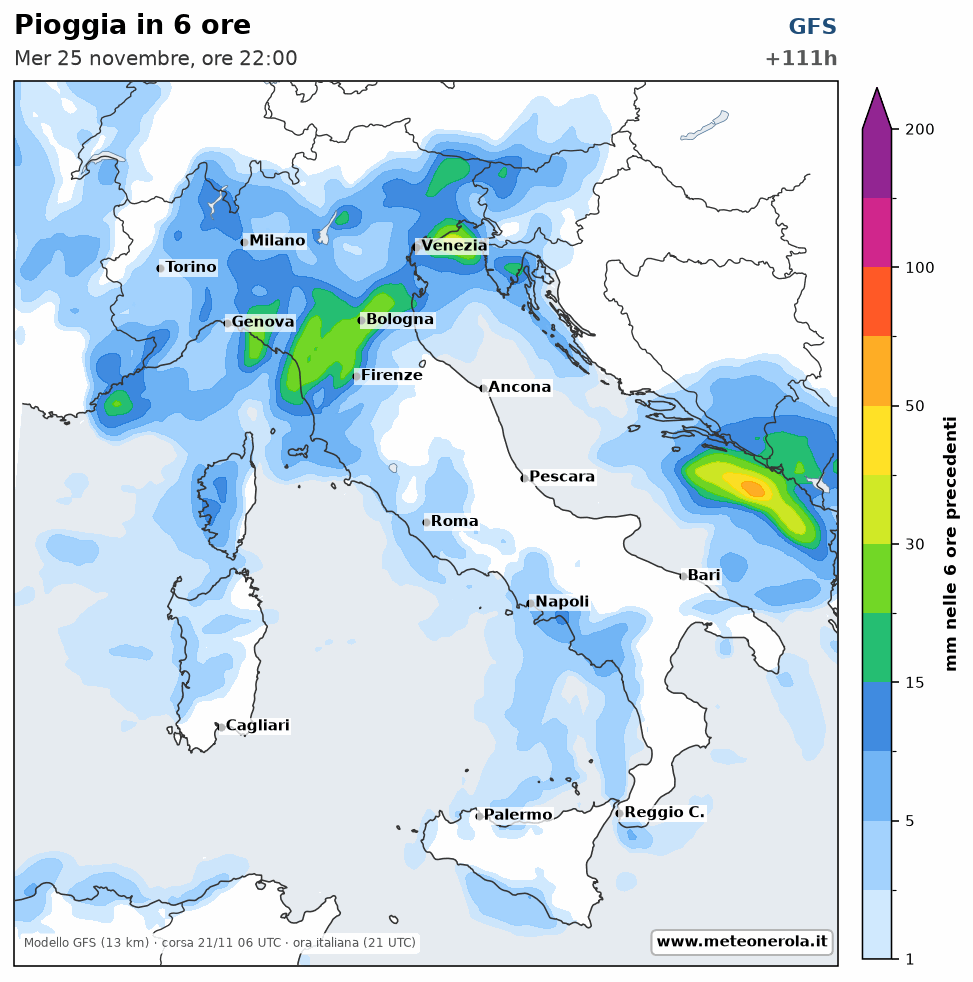 Pioggia in 6 ore
GFS
Mer 25 novembre, ore 22:00
+111h
200
100
50
30
15
5
1
mm nelle 6 ore precedenti
Milano
Venezia
Torino
Genova
Bologna
Firenze
Ancona
Pescara
Roma
Bari
Napoli
Cagliari
Palermo
Reggio C.
Modello GFS (13 km) · corsa 21/11 06 UTC · ora italiana (21 UTC)
www.meteonerola.it